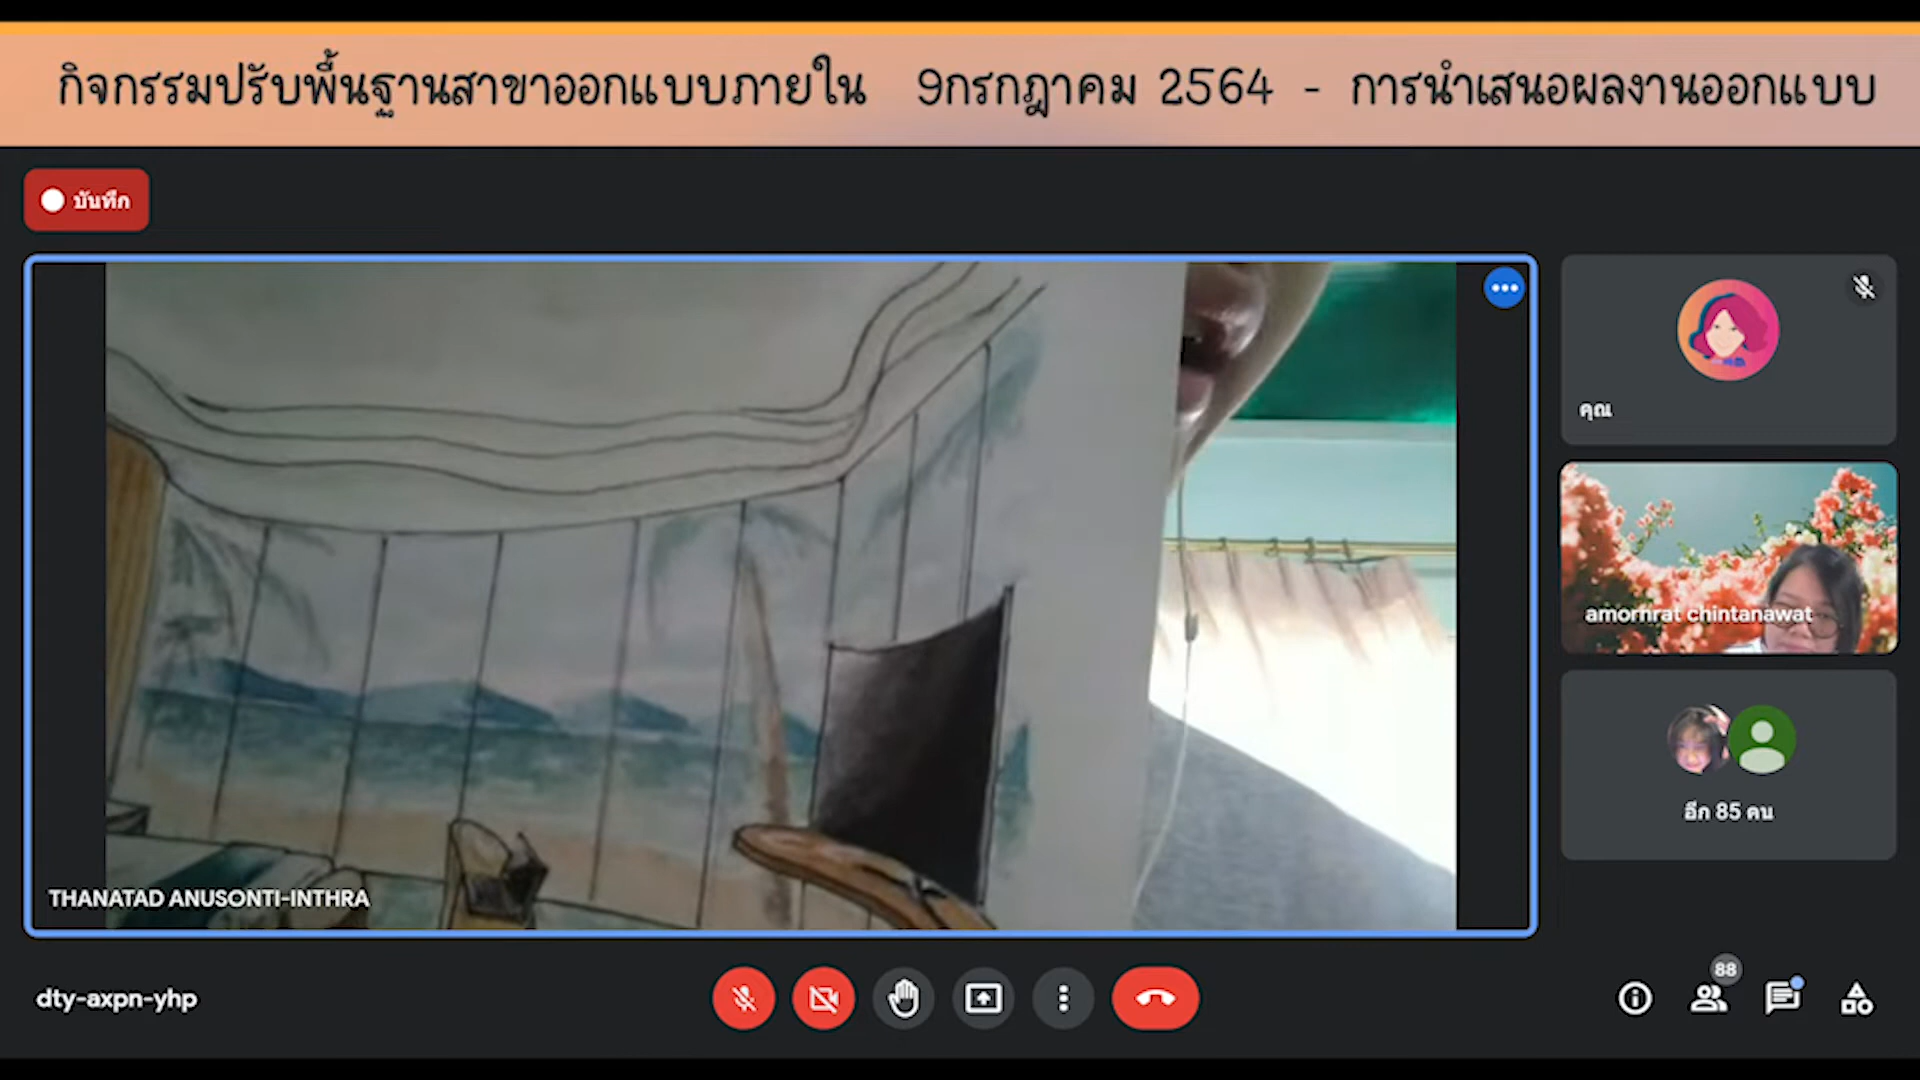 กิจกรรมปรับพื้นฐานสาขาออกแบบภายใน 9กรกฎาคม 2564 - การนำเสนอผลงานออกแบบ
บันทึก
คุณ
amornrat chintanawat
อีก 85 คน
THANATAD ANUSONTI-INTHRA
dty-axpn-yhp
88